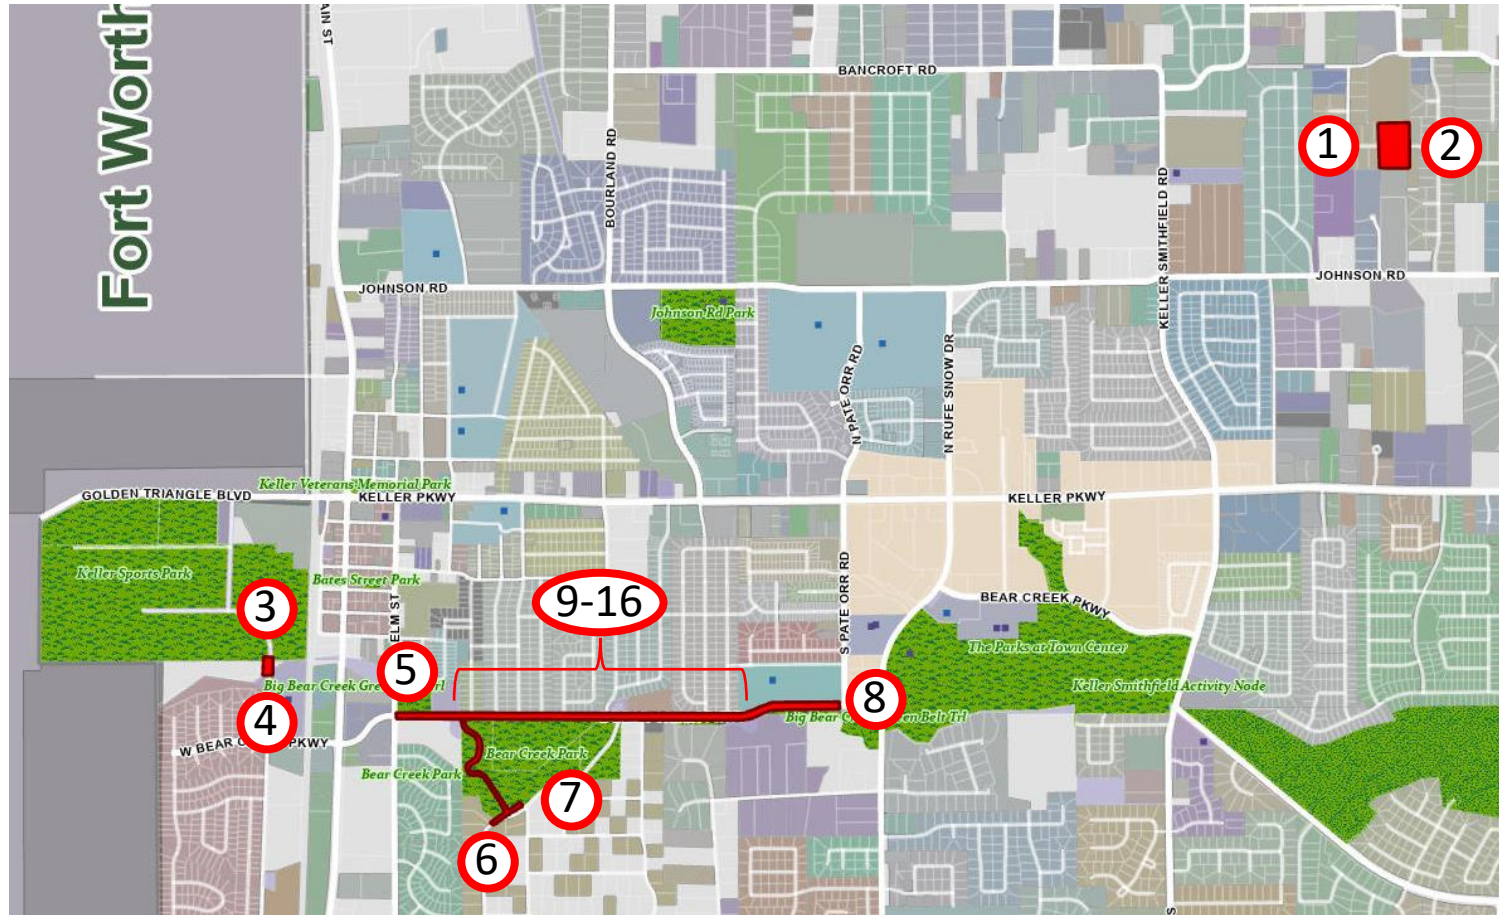 Fort Worth
AIN ST
BANCROFT RD
BOURLAND RD
KELLER SMITHFIELD RD
1
2
JOHNSON RD
JOHNSON RD
Johnson Rd Park
N PATE ORR RD
N RUFE SNOW DR
Keller Veterans Memorial Park
GOLDEN TRIANGLE BLVD
KELLER PKWY
KELLER PKWY
Keller Sports Park
Bates Street Park
3
ELM ST
9-16
S PATE ORR RD
BEAR CREEK PKWY
The Parks at Town Center
Keller Smithfield Activity Node
5
Big Bear Creek Gre
rl
4
8
Big Bear C
en Belt Trl
W BEAR C
PKWY
Bear Creek Park
Bear Creek Park
7
6
S